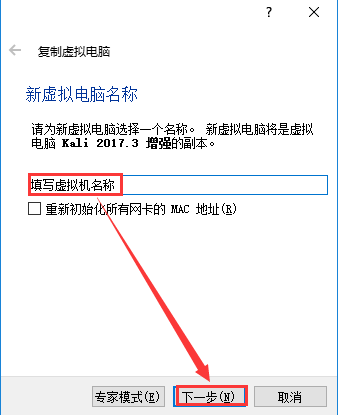 ?
复制虚拟电脑
新虚拟电脑名称
请为新虚拟电脑选择一个名称。 新虚拟电脑将是虚拟
电脑 Kali 2017.3 增强的副本。
填写虚拟机名称
重新初始化所有网卡的 MAC 地址(R)
专家模式(E) 下一步(N) 取消